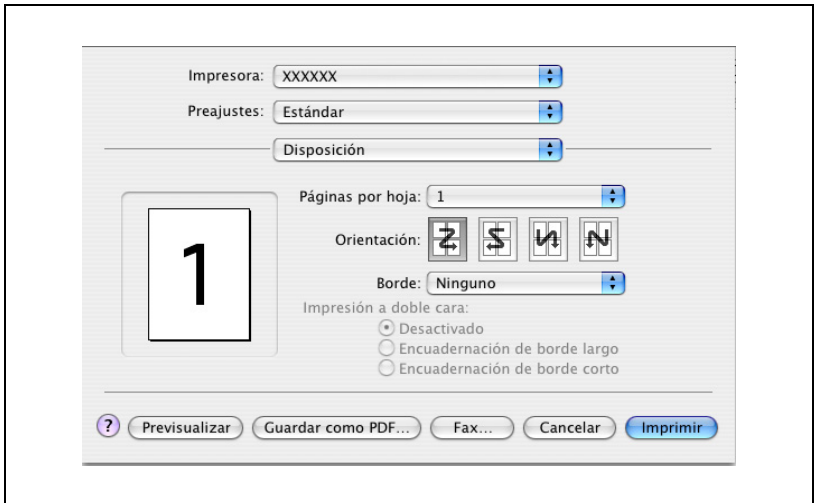 Impresora: XXXXXX
Preajustes: Estándar
Disposición
Páginas por hoja: 1
1
Orientación:
Borde: Ninguno
Impresión a doble cara:
Desactivado
Encuadernación de borde largo
Encuadernación de borde corto
? Previsualizar Guardar como PDF... Fax... Cancelar Imprimir